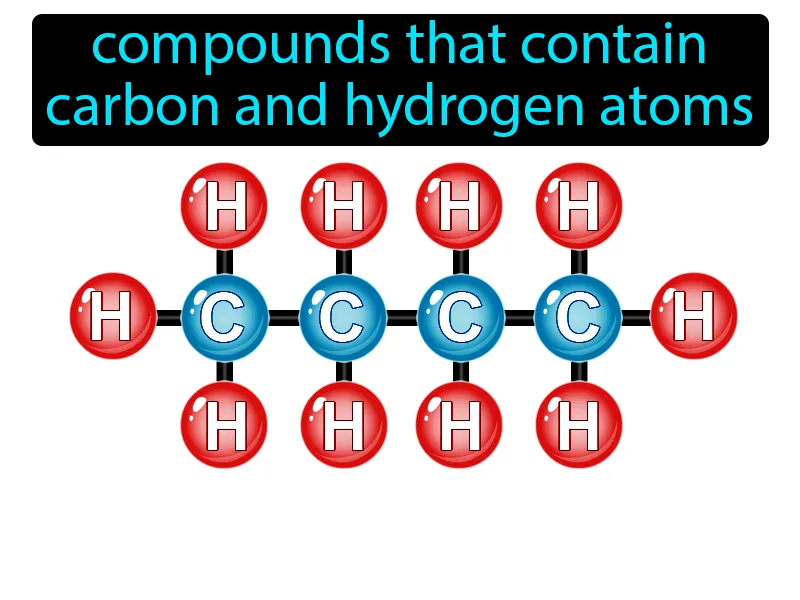 compounds that contain
carbon and hydrogen atoms
H H H H
H C C C C H
H H H H